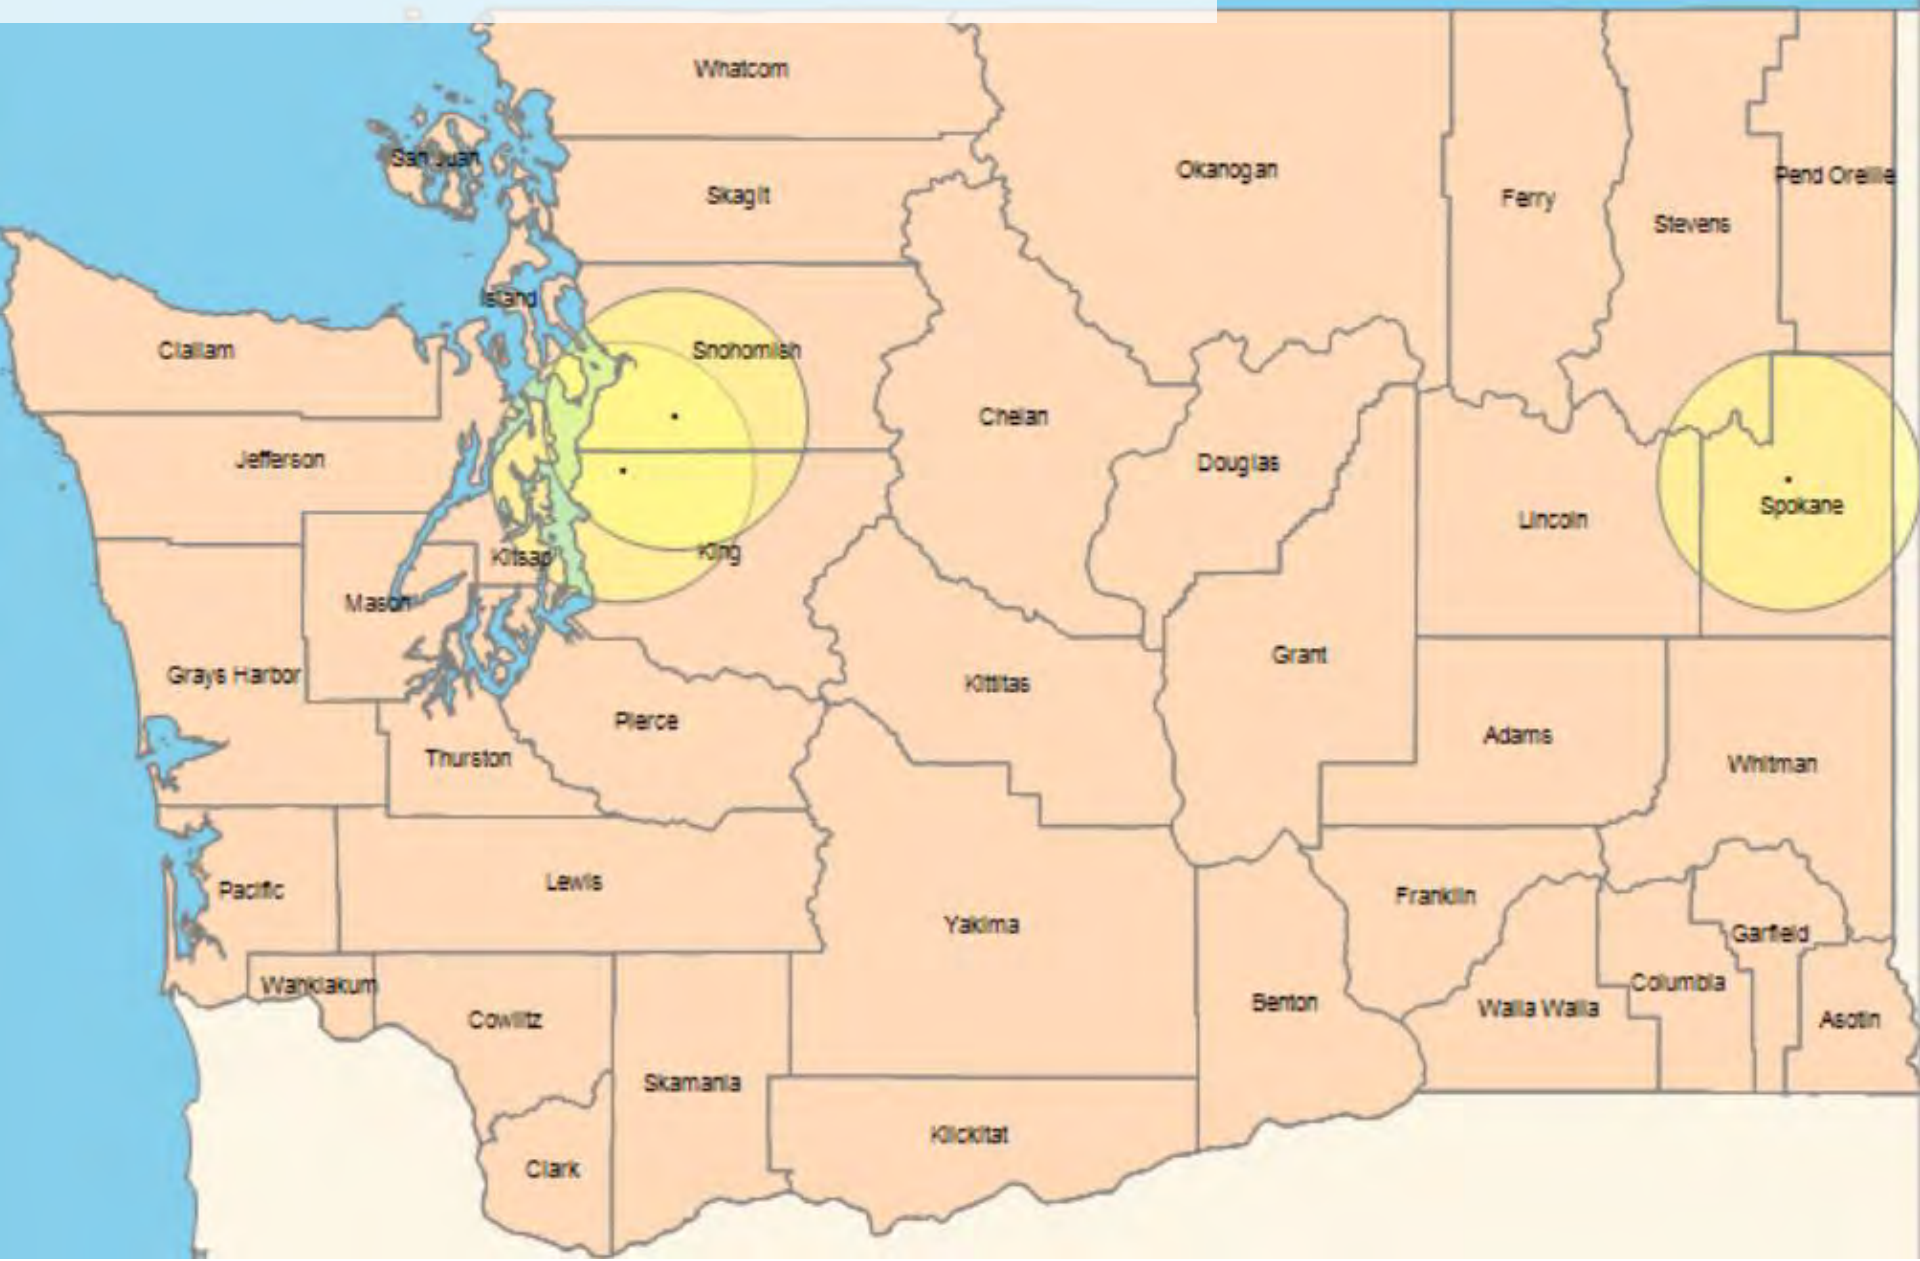 Whatcom
San Juan
Skagit
Okanogan
Ferry
Pend Oreille
Stevens
Island
Clallam
Snohomish
Chelan
Jefferson
Douglas
Spokane
Lincoln
Kitsap
King
Mason
Grant
Grays Harbor
Kittitas
Pierce
Adams
Thurston
Whitman
Lewis
Pacific
Franklin
Yakima
Garfield
Wahkiakum
Columbia
Benton
Walla Walla
Cowlitz
Asotin
Skamania
Klickitat
Clark